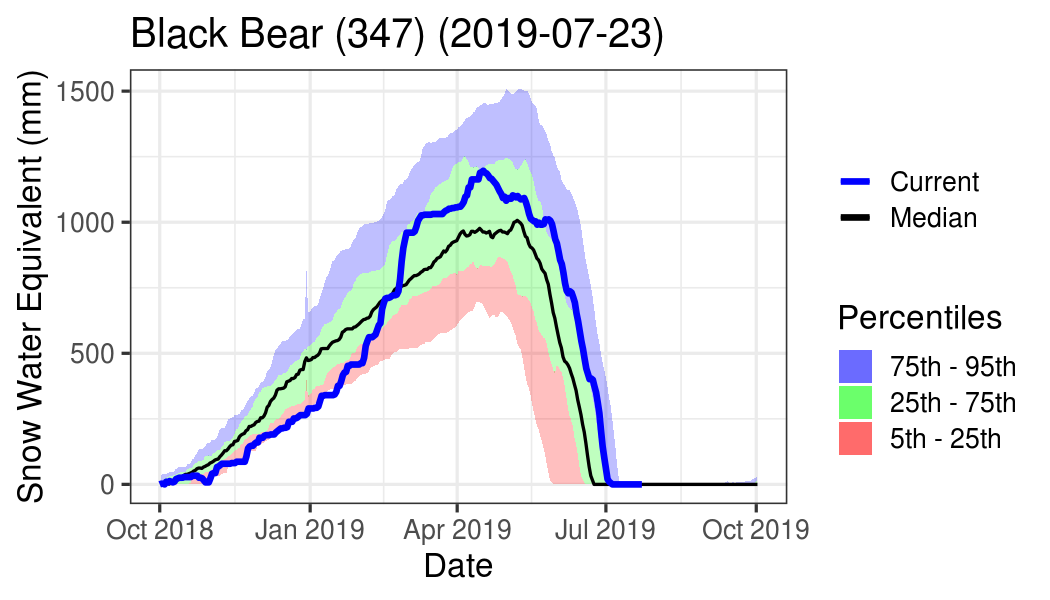 Black Bear (347) (2019-07-23)
Snow Water Equivalent (mm)
1500
1000
500
0
Oct 2018
Jan 2019
Apr 2019
Jul 2019
Oct 2019
Date
Current
Median
Percentiles
75th - 95th
25th - 75th
5th - 25th